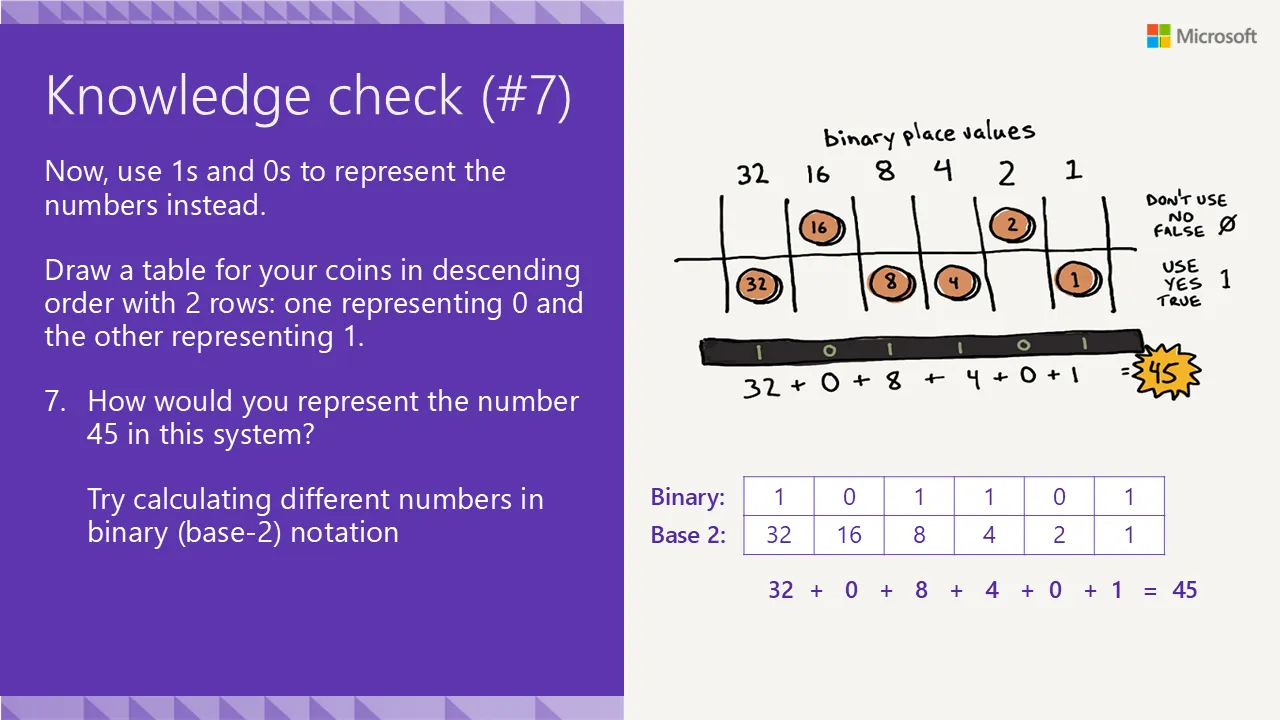 Microsoft
Knowledge check (#7)
Now, use 1s and 0s to represent the
numbers instead.
Draw a table for your coins in descending
order with 2 rows: one representing 0 and
the other representing 1.
7. How would you represent the number
45 in this system?
Try calculating different numbers in
binary (base-2) notation
binary place values
32 16 8 4 2 1
16 2
DON'T USE
NO
FALSE 0
32 8 4 1
USE
YES
TRUE 1
1 0 1 1 0 1
32 + 0 + 8 + 4 + 0 + 1 = 45
Binary: 1 0 1 1 0 1
Base 2: 32 16 8 4 2 1
32 + 0 + 8 + 4 + 0 + 1 = 45